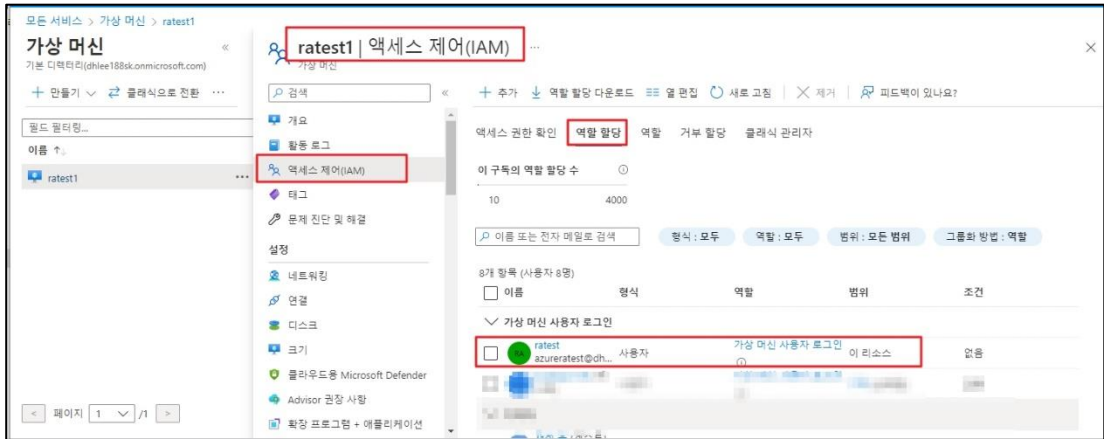 모든 서비스 > 가상 머신 > ratest1
가상 머신
기본 디렉터리(dhlee188sk.onmicrosoft.com)
만들기 클래식으로 전환 ...
필드 필터링...
이름 ↑↓
ratest1 ...
페이지 1 /1
ratest1 | 액세스 제어(IAM) ...
가상 머신
검색
개요
활동 로그
액세스 제어(IAM)
태그
문제 진단 및 해결
설정
네트워킹
연결
디스크
크기
클라우드용 Microsoft Defender
Advisor 권장 사항
확장 프로그램 + 애플리케이션
추가 역할 할당 다운로드 열 편집 새로 고침 제거 피드백이 있나요?
액세스 권한 확인 역할 할당 역할 거부 할당 클래식 관리자
이 구독의 역할 할당 수
10 4000
이름 또는 전자 메일로 검색 형식 : 모두 역할 : 모두 범위 : 모든 범위 그룹화 방법 : 역할
8개 항목 (사용자 8명)
이름 형식 역할 범위 조건
가상 머신 사용자 로그인
RA ratest 사용자 가상 머신 사용자 로그인 이 리소스 없음
azureratest@dh...